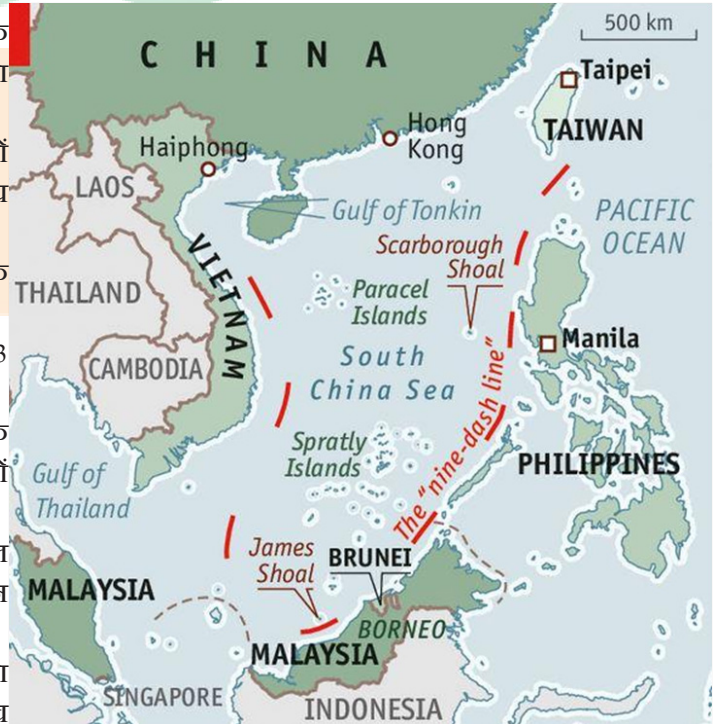 500 km
CHINA
Taipei
TAIWAN
Hong
Kong
Haiphong
LAOS
Gulf of Tonkin
PACIFIC
OCEAN
Scarborough
Shoal
VIETNAM
THAILAND
Paracel
Islands
Manila
South
China Sea
CAMBODIA
The "nine-dash line"
Spratly
Islands
PHILIPPINES
Gulf of
Thailand
James
Shoal
BRUNEI
MALAYSIA
BORNEO
MALAYSIA
SINGAPORE
INDONESIA